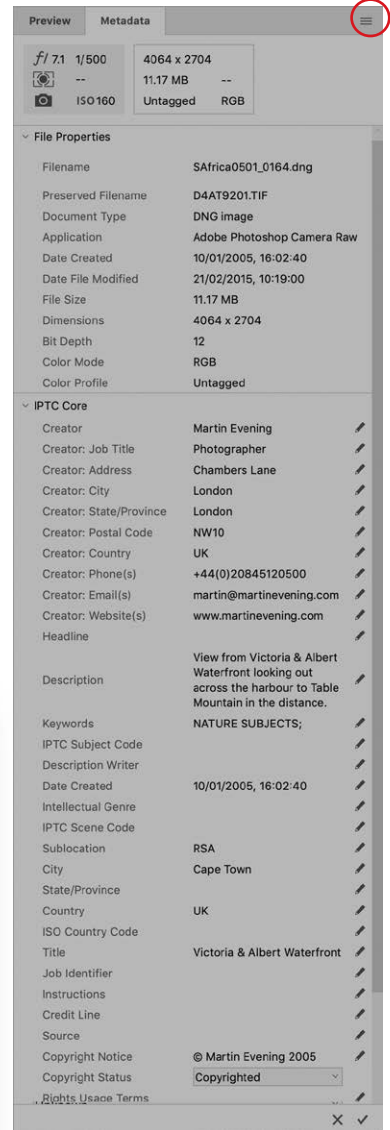 Preview Metadata
f/ 7.1 1/500 4064 x 2704
-- 11.17 MB --
ISO160 Untagged RGB
File Properties
Filename SAfrica0501_0164.dng
Preserved Filename D4AT9201.TIF
Document Type DNG image
Application Adobe Photoshop Camera Raw
Date Created 10/01/2005, 16:02:40
Date File Modified 21/02/2015, 10:19:00
File Size 11.17 MB
Dimensions 4064 x 2704
Bit Depth 12
Color Mode RGB
Color Profile Untagged
IPTC Core
Creator Martin Evening
Creator: Job Title Photographer
Creator: Address Chambers Lane
Creator: City London
Creator: State/Province London
Creator: Postal Code NW10
Creator: Country UK
Creator: Phone(s) +44(0)20845120500
Creator: Email(s) martin@martinevening.com
Creator: Website(s) www.martinevening.com
Headline
Description View from Victoria & Albert
Waterfront looking out
across the harbour to Table
Mountain in the distance.
Keywords NATURE SUBJECTS;
IPTC Subject Code
Description Writer
Date Created 10/01/2005, 16:02:40
Intellectual Genre
IPTC Scene Code
Sublocation RSA
City Cape Town
State/Province
Country UK
ISO Country Code
Title Victoria & Albert Waterfront
Job Identifier
Instructions
Credit Line
Source
Copyright Notice © Martin Evening 2005
Copyright Status Copyrighted
Rights Usage Terms